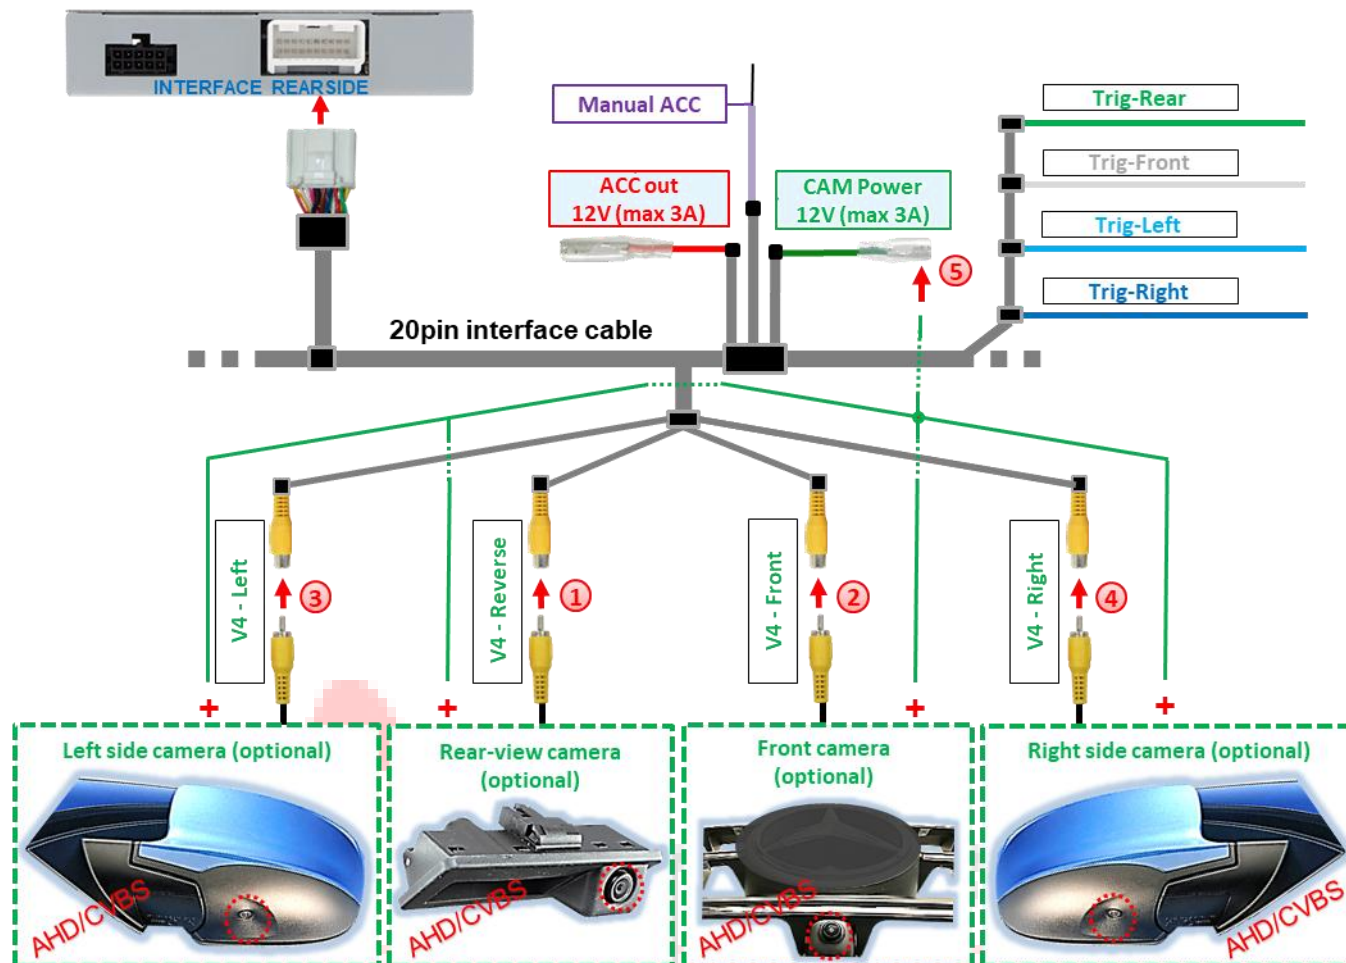 INTERFACE REARSIDE
Manual ACC
ACC out
12V (max 3A)
CAM Power
12V (max 3A)
5
Trig-Rear
Trig-Front
Trig-Left
Trig-Right
20pin interface cable
V4 - Left
3
V4 - Reverse
1
V4 - Front
2
V4 - Right
4
+
+
+
+
Left side camera (optional)
AHD/CVBS
Rear-view camera
(optional)
AHD/CVBS
Front camera
(optional)
AHD/CVBS
Right side camera (optional)
AHD/CVBS